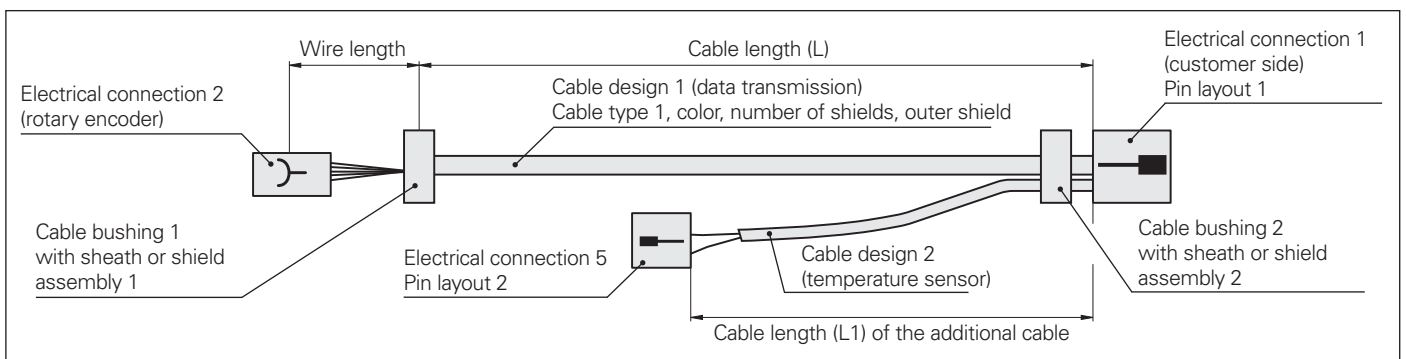 Wire length
Cable length (L)
Electrical connection 1
(customer side)
Pin layout 1
Electrical connection 2
(rotary encoder)
Cable design 1 (data transmission)
Cable type 1, color, number of shields, outer shield
Cable bushing 1
with sheath or shield
assembly 1
Electrical connection 5
Pin layout 2
Cable design 2
(temperature sensor)
Cable bushing 2
with sheath or shield
assembly 2
Cable length (L1) of the additional cable